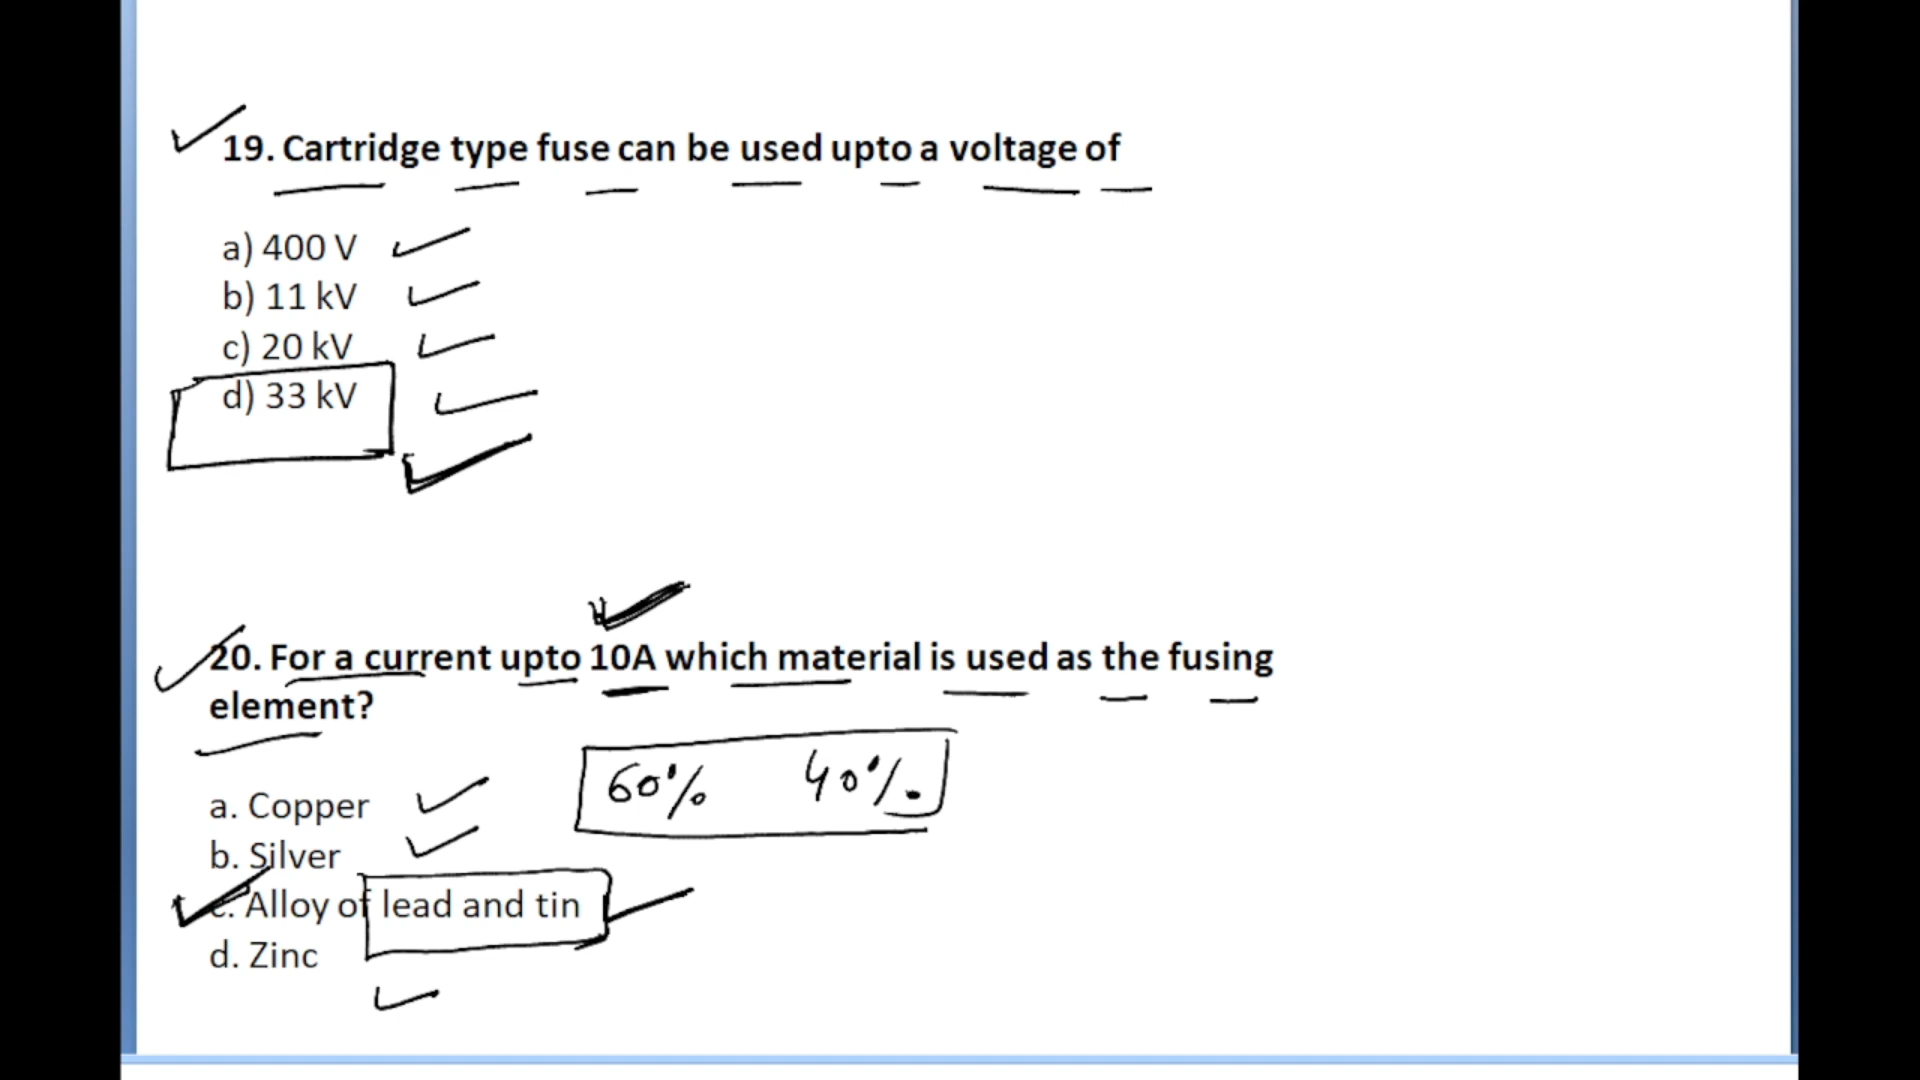 19. Cartridge type fuse can be used upto a voltage of
a) 400 V
b) 11 kV
c) 20 kV
d) 33 kV
20. For a current upto 10A which material is used as the fusing
element?
60% 40%.
a. Copper
b. Silver
c. Alloy of lead and tin
d. Zinc